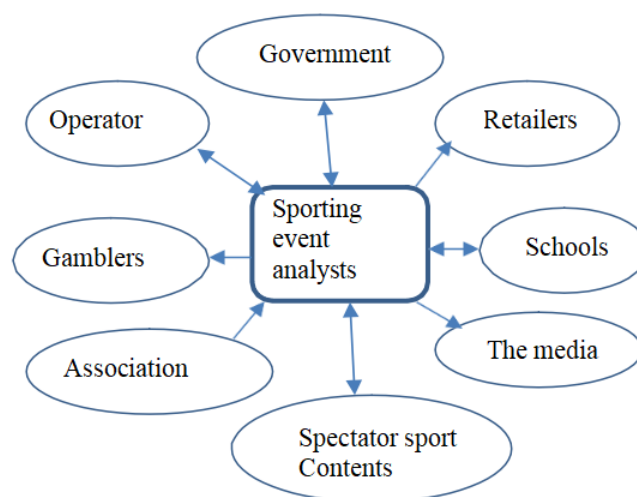 Government
Operator
Retailers
Sporting
event
analysts
Gamblers
Schools
Association
The media
Spectator sport
Contents